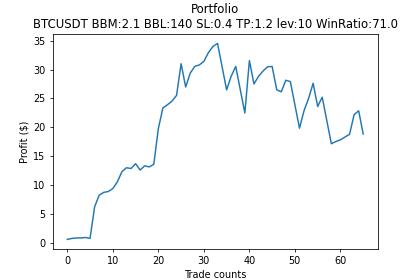 Portfolio
BTCUSDT BBM:2.1 BBL:140 SL:0.4 TP:1.2 lev:10 WinRatio:71.0
35
30
25
20
15
10
5
0
Profit ($)
0 10 20 30 40 50 60
Trade counts